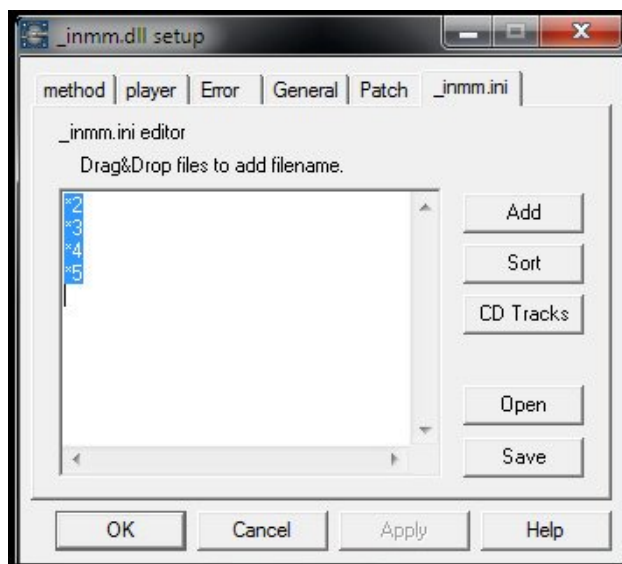 _inmm.dll setup
method player Error General Patch _inmm.ini
_inmm.ini editor
Drag&Drop files to add filename.
*2
*3
*4
*5
Add
Sort
CD Tracks
Open
Save
OK Cancel Apply Help